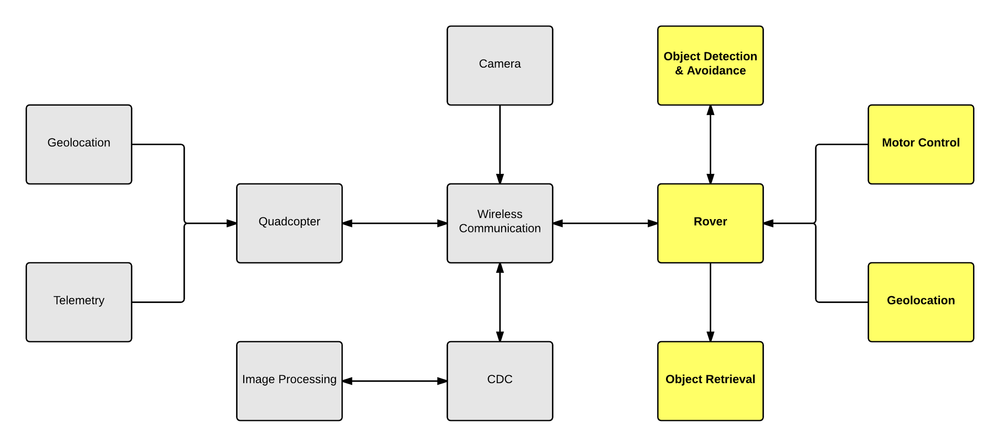 Camera
Object Detection
& Avoidance
Geolocation
Motor Control
Quadcopter
Wireless
Communication
Rover
Telemetry
Geolocation
Image Processing
CDC
Object Retrieval